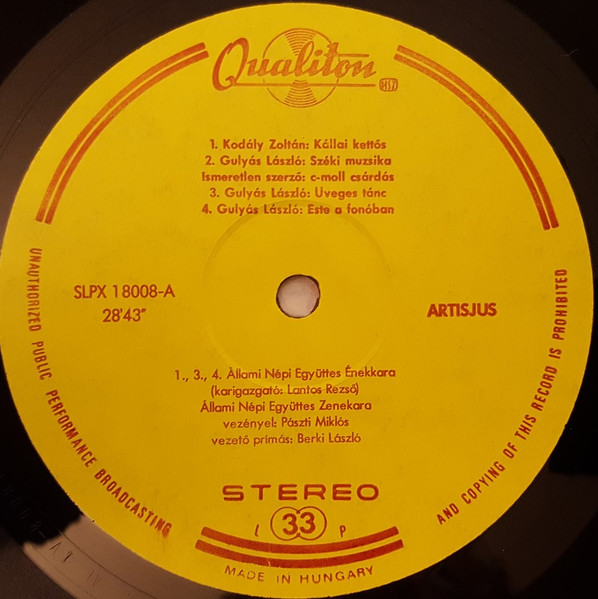 Qualiton
MHV
1. Kodály Zoltán: Kállai kettős
2. Gulyás László: Széki muzsika
Ismeretlen szerző: c-moll csárdás
3. Gulyás László: Uveges tánc
4. Gulyás László: Este a fonóban
SLPX 18008-A
28'43"
ARTISJUS
1., 3., 4. Állami Népi Együttes Énekkara
(karigazgató: Lantos Rezső)
Állami Népi Együttes Zenekara
vezényel: Pászti Miklós
vezető prímás: Berki László
STEREO
L 33 P
UNAUTHORIZED PUBLIC PERFORMANCE BROADCASTING
AND COPYING OF THIS RECORD IS PROHIBITED
MADE IN HUNGARY